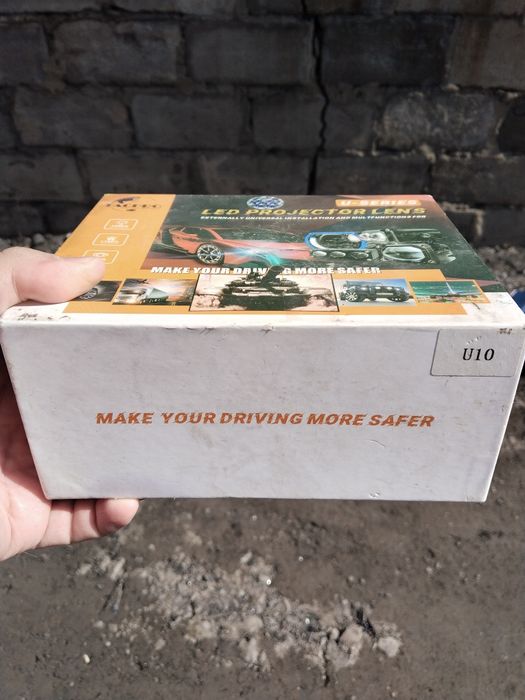 U-SERIES
LED PROJECTOR LENS
EXTERNALLY UNIVERSAL INSTALLATION AND MULTIFUNCTIONS FOR
MAKE YOUR DRIVING MORE SAFER
U10
MAKE YOUR DRIVING MORE SAFER